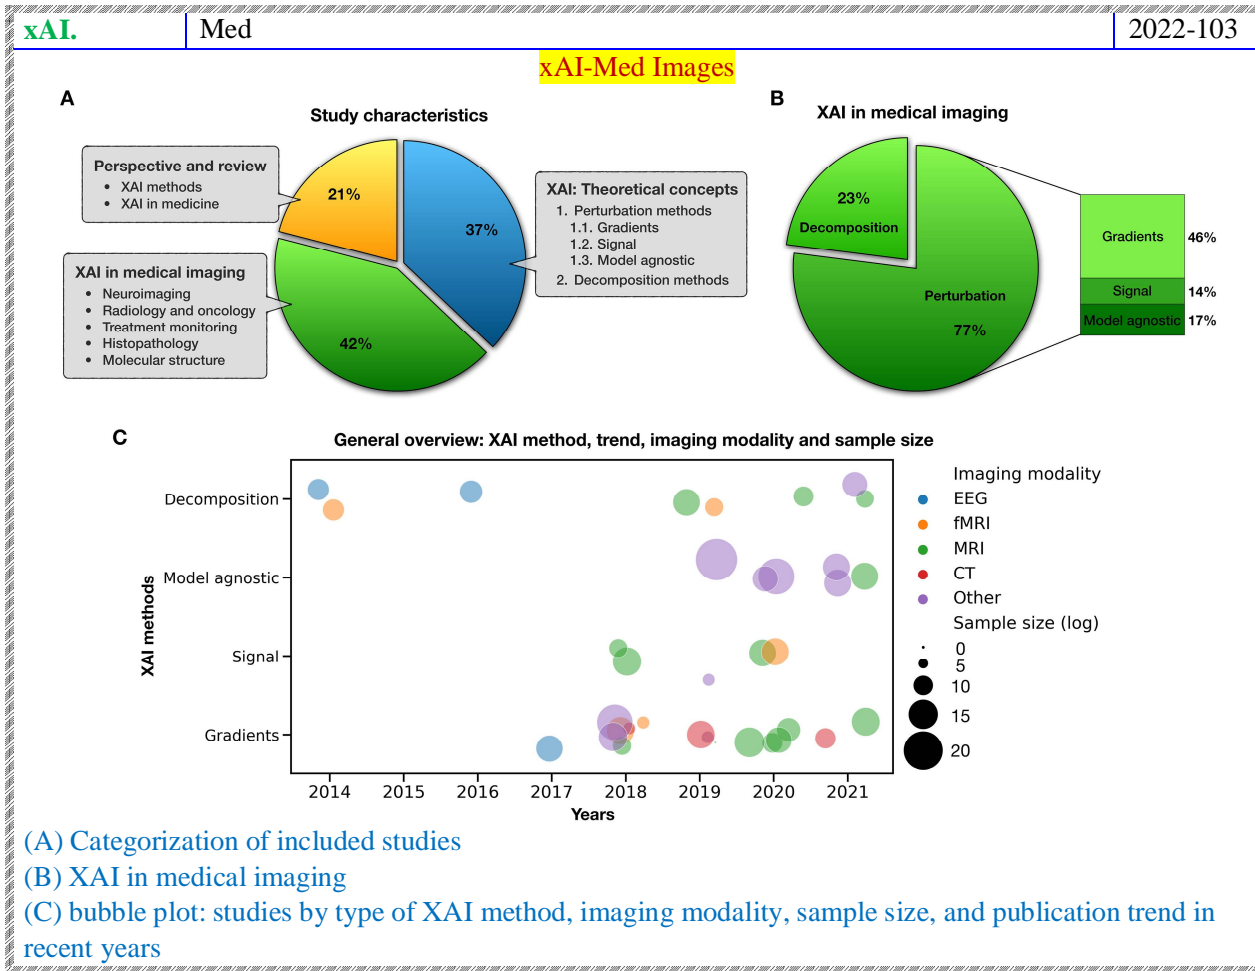 xAI. Med 2022-103
xAI-Med Images
A
Study characteristics
Perspective and review
• XAI methods
• XAI in medicine
21%
37%
XAI: Theoretical concepts
1. Perturbation methods
1.1. Gradients
1.2. Signal
1.3. Model agnostic
2. Decomposition methods
XAI in medical imaging
• Neuroimaging
• Radiology and oncology
• Treatment monitoring
• Histopathology
• Molecular structure
42%
B
XAI in medical imaging
23%
Decomposition
Perturbation
77%
Gradients 46%
Signal 14%
Model agnostic 17%
C
General overview: XAI method, trend, imaging modality and sample size
XAI methods
Decomposition
Model agnostic
Signal
Gradients
2014 2015 2016 2017 2018 2019 2020 2021
Years
Imaging modality
EEG
fMRI
MRI
CT
Other
Sample size (log)
0
5
10
15
20
(A) Categorization of included studies
(B) XAI in medical imaging
(C) bubble plot: studies by type of XAI method, imaging modality, sample size, and publication trend in
recent years